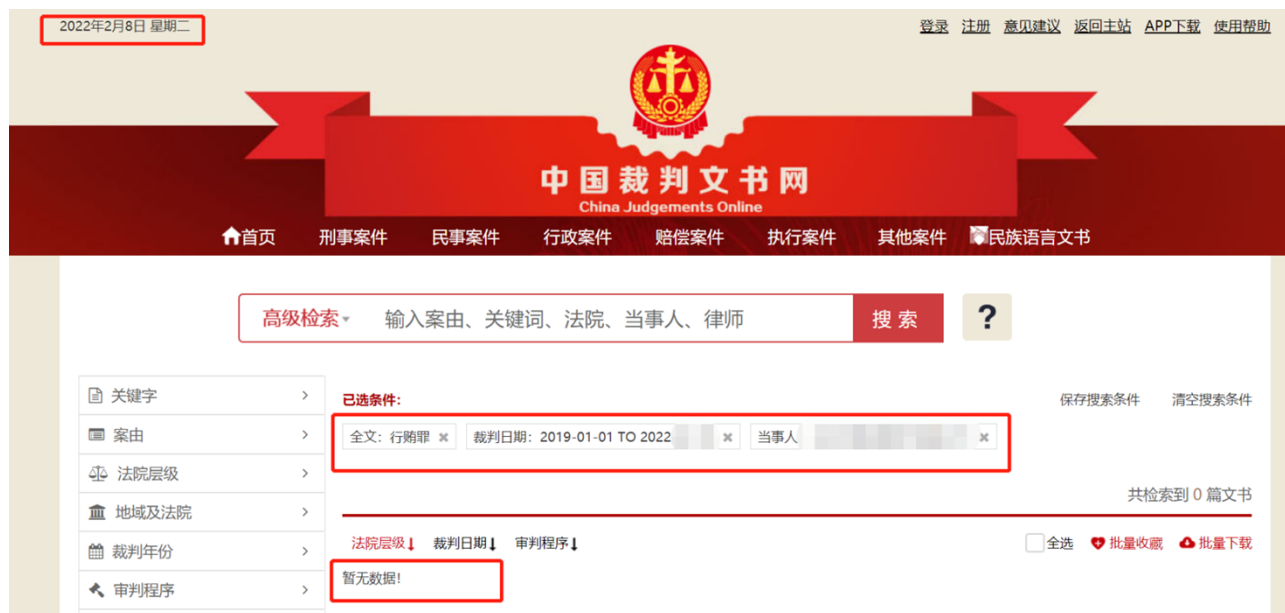 2022年2月8日 星期二
登录 注册 意见建议 返回主站 APP下载 使用帮助
中国裁判文书网
China Judgements Online
首页 刑事案件 民事案件 行政案件 赔偿案件 执行案件 其他案件 民族语言文书
高级检索 输入案由、关键词、法院、当事人、律师 搜索 ?
关键字
案由
法院层级
地域及法院
裁判年份
审判程序
已选条件:
保存搜索条件 清空搜索条件
全文: 行贿罪 × 裁判日期: 2019-01-01 TO 2022 × 当事人 ×
共检索到 0 篇文书
法院层级↓ 裁判日期↓ 审判程序↓ 全选 批量收藏 批量下载
暂无数据!